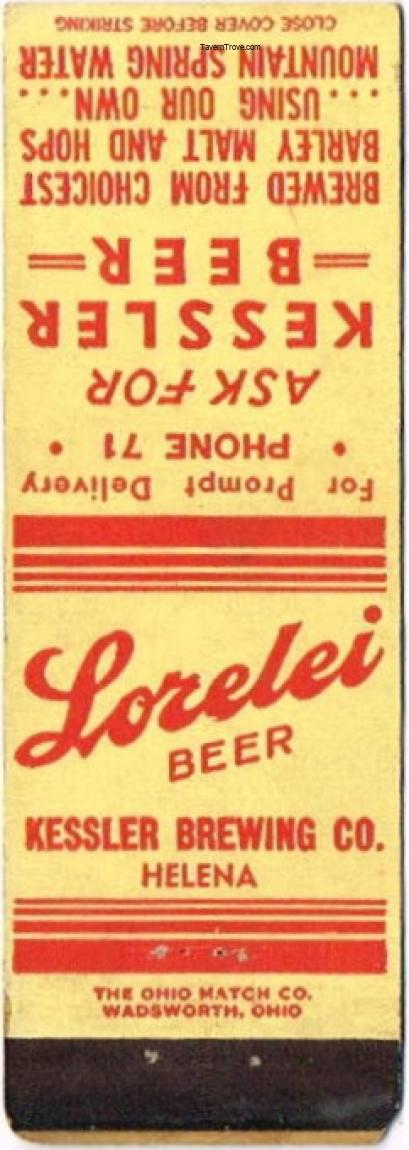 For Prompt Delivery
• PHONE 71 •
ASK FOR
KESSLER
BEER
BREWED FROM CHOICEST
BARLEY MALT AND HOPS
...USING OUR OWN...
MOUNTAIN SPRING WATER
CLOSE COVER BEFORE STRIKING
TavernTrove.com
Lorelei
BEER
KESSLER BREWING CO.
HELENA
THE OHIO MATCH CO.
WADSWORTH, OHIO